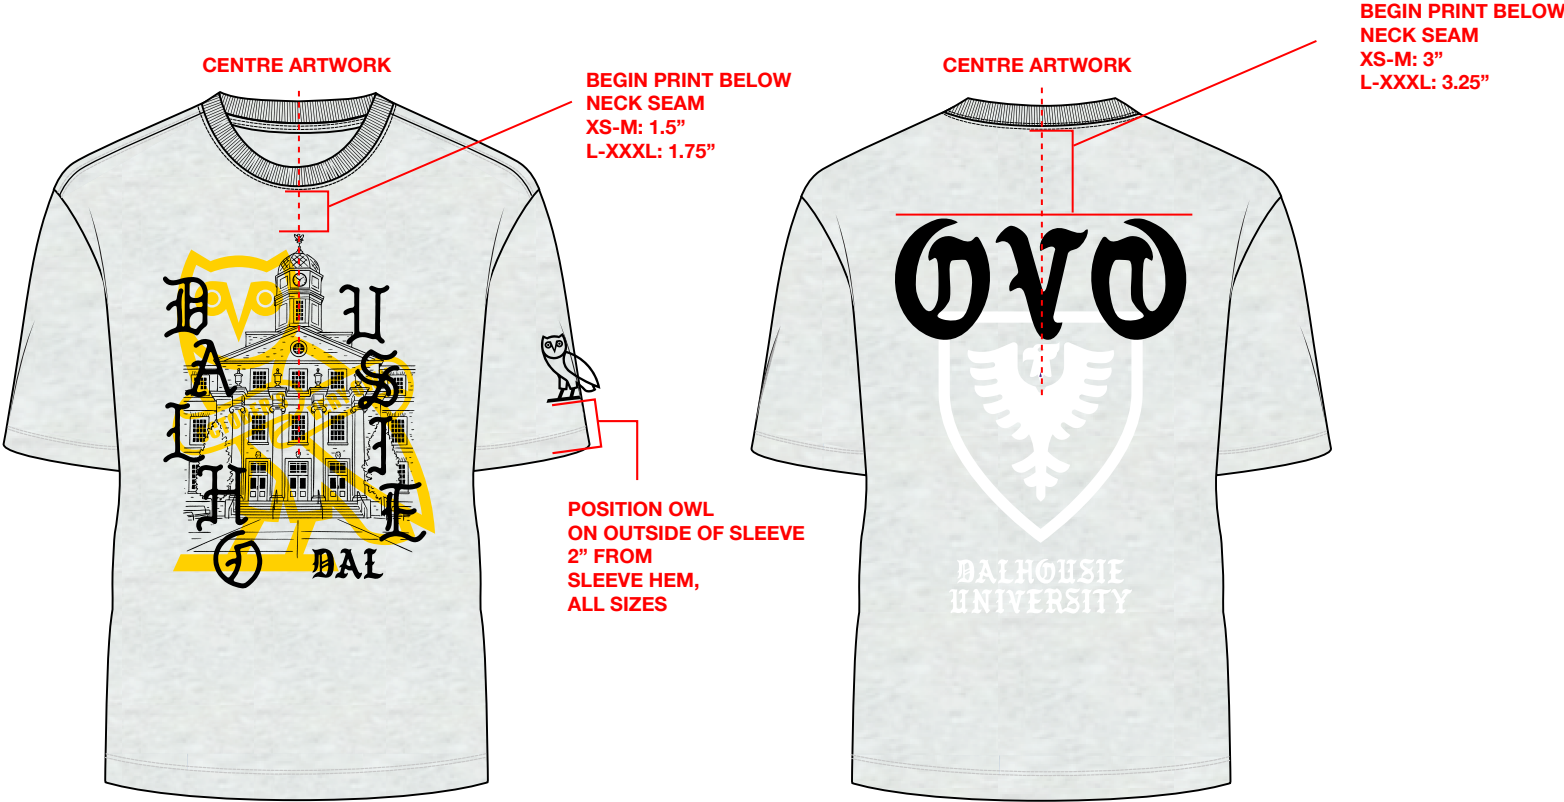 CENTRE ARTWORK
BEGIN PRINT BELOW
NECK SEAM
XS-M: 1.5”
L-XXXL: 1.75”
DALHO
USIE
DAL
POSITION OWL
ON OUTSIDE OF SLEEVE
2” FROM
SLEEVE HEM,
ALL SIZES
CENTRE ARTWORK
BEGIN PRINT BELOW
NECK SEAM
XS-M: 3”
L-XXXL: 3.25”
OVO
DALHOUSIE
UNIVERSITY